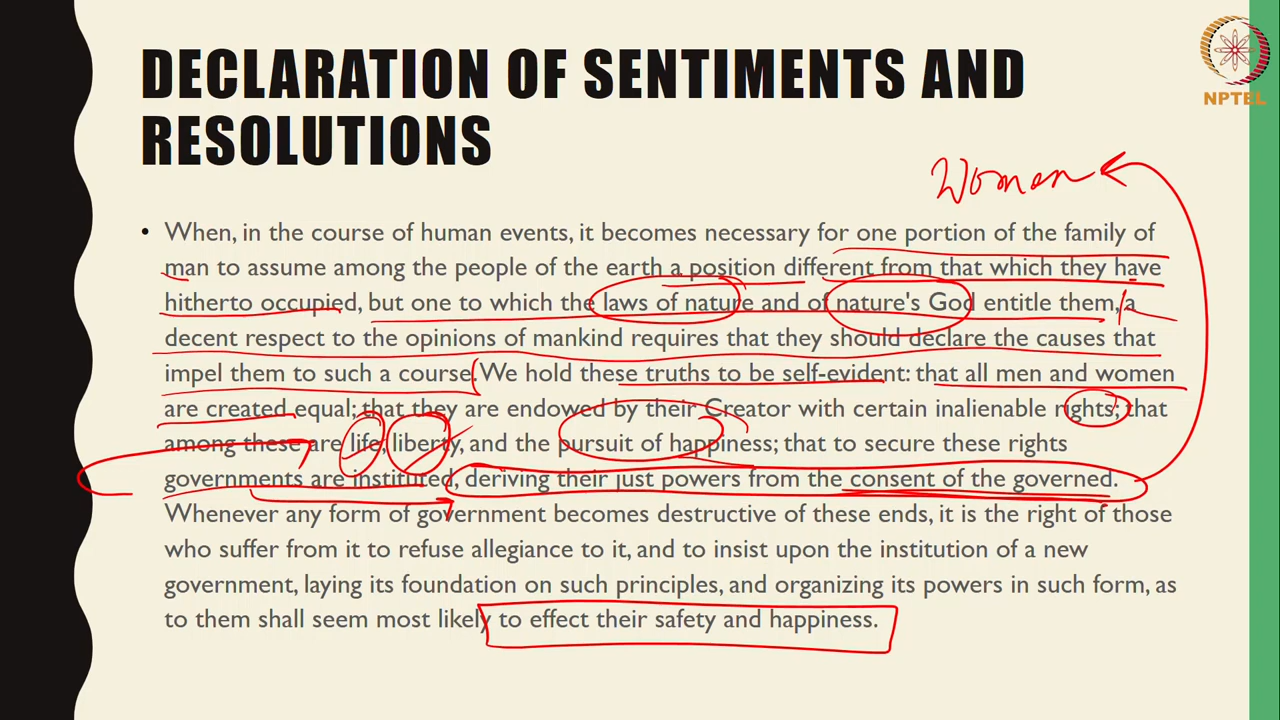 DECLARATION OF SENTIMENTS AND
RESOLUTIONS
NPTEL
Women
• When, in the course of human events, it becomes necessary for one portion of the family of
man to assume among the people of the earth a position different from that which they have
hitherto occupied, but one to which the laws of nature and of nature's God entitle them, a
decent respect to the opinions of mankind requires that they should declare the causes that
impel them to such a course. We hold these truths to be self-evident: that all men and women
are created equal; that they are endowed by their Creator with certain inalienable rights; that
among these are life, liberty, and the pursuit of happiness; that to secure these rights
governments are instituted, deriving their just powers from the consent of the governed.
Whenever any form of government becomes destructive of these ends, it is the right of those
who suffer from it to refuse allegiance to it, and to insist upon the institution of a new
government, laying its foundation on such principles, and organizing its powers in such form, as
to them shall seem most likely to effect their safety and happiness.